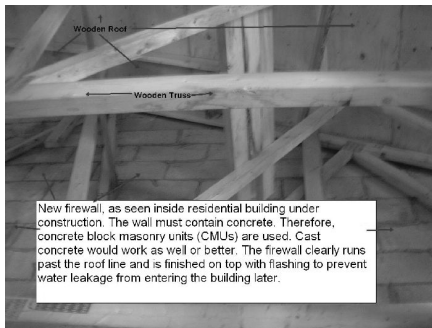 Wooden Roof
Wooden Truss
New firewall, as seen inside residential building under
construction. The wall must contain concrete. Therefore,
concrete block masonry units (CMUs) are used. Cast
concrete would work as well or better. The firewall clearly runs
past the roof line and is finished on top with flashing to prevent
water leakage from entering the building later.